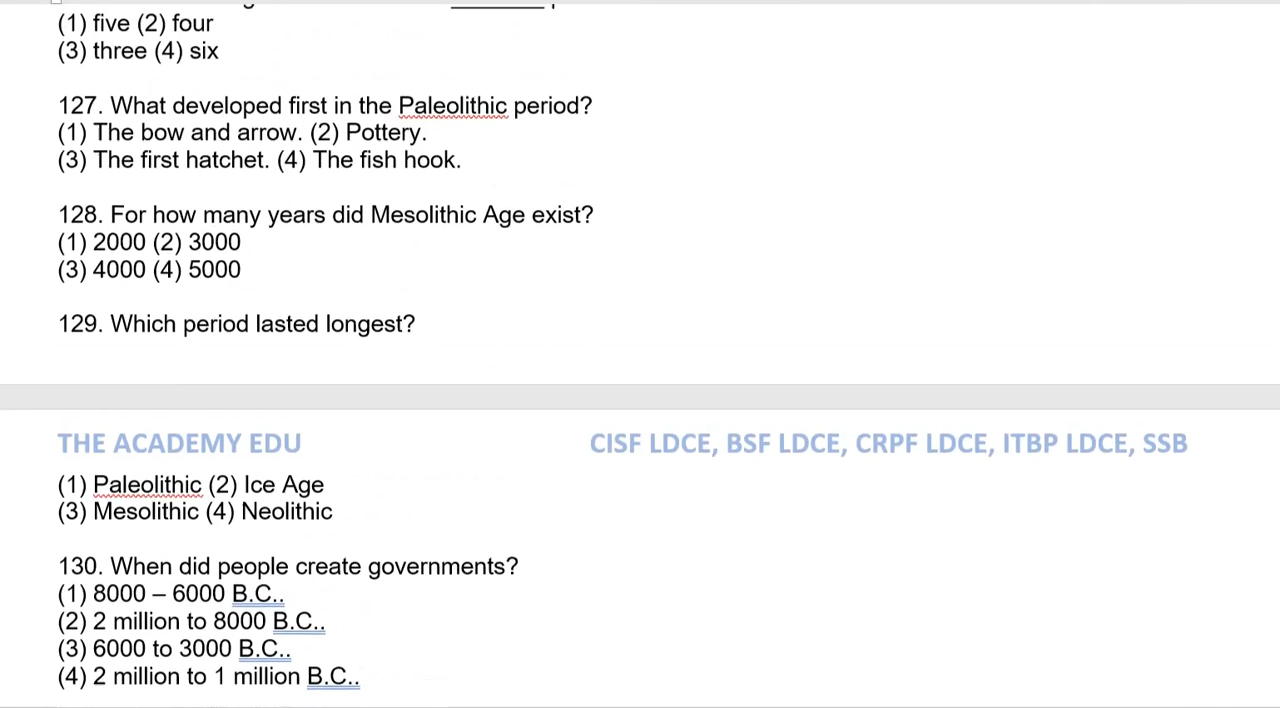 (1) five (2) four
(3) three (4) six
127. What developed first in the Paleolithic period?
(1) The bow and arrow. (2) Pottery.
(3) The first hatchet. (4) The fish hook.
128. For how many years did Mesolithic Age exist?
(1) 2000 (2) 3000
(3) 4000 (4) 5000
129. Which period lasted longest?
THE ACADEMY EDU CISF LDCE, BSF LDCE, CRPF LDCE, ITBP LDCE, SSB
(1) Paleolithic (2) Ice Age
(3) Mesolithic (4) Neolithic
130. When did people create governments?
(1) 8000 – 6000 B.C..
(2) 2 million to 8000 B.C..
(3) 6000 to 3000 B.C..
(4) 2 million to 1 million B.C..